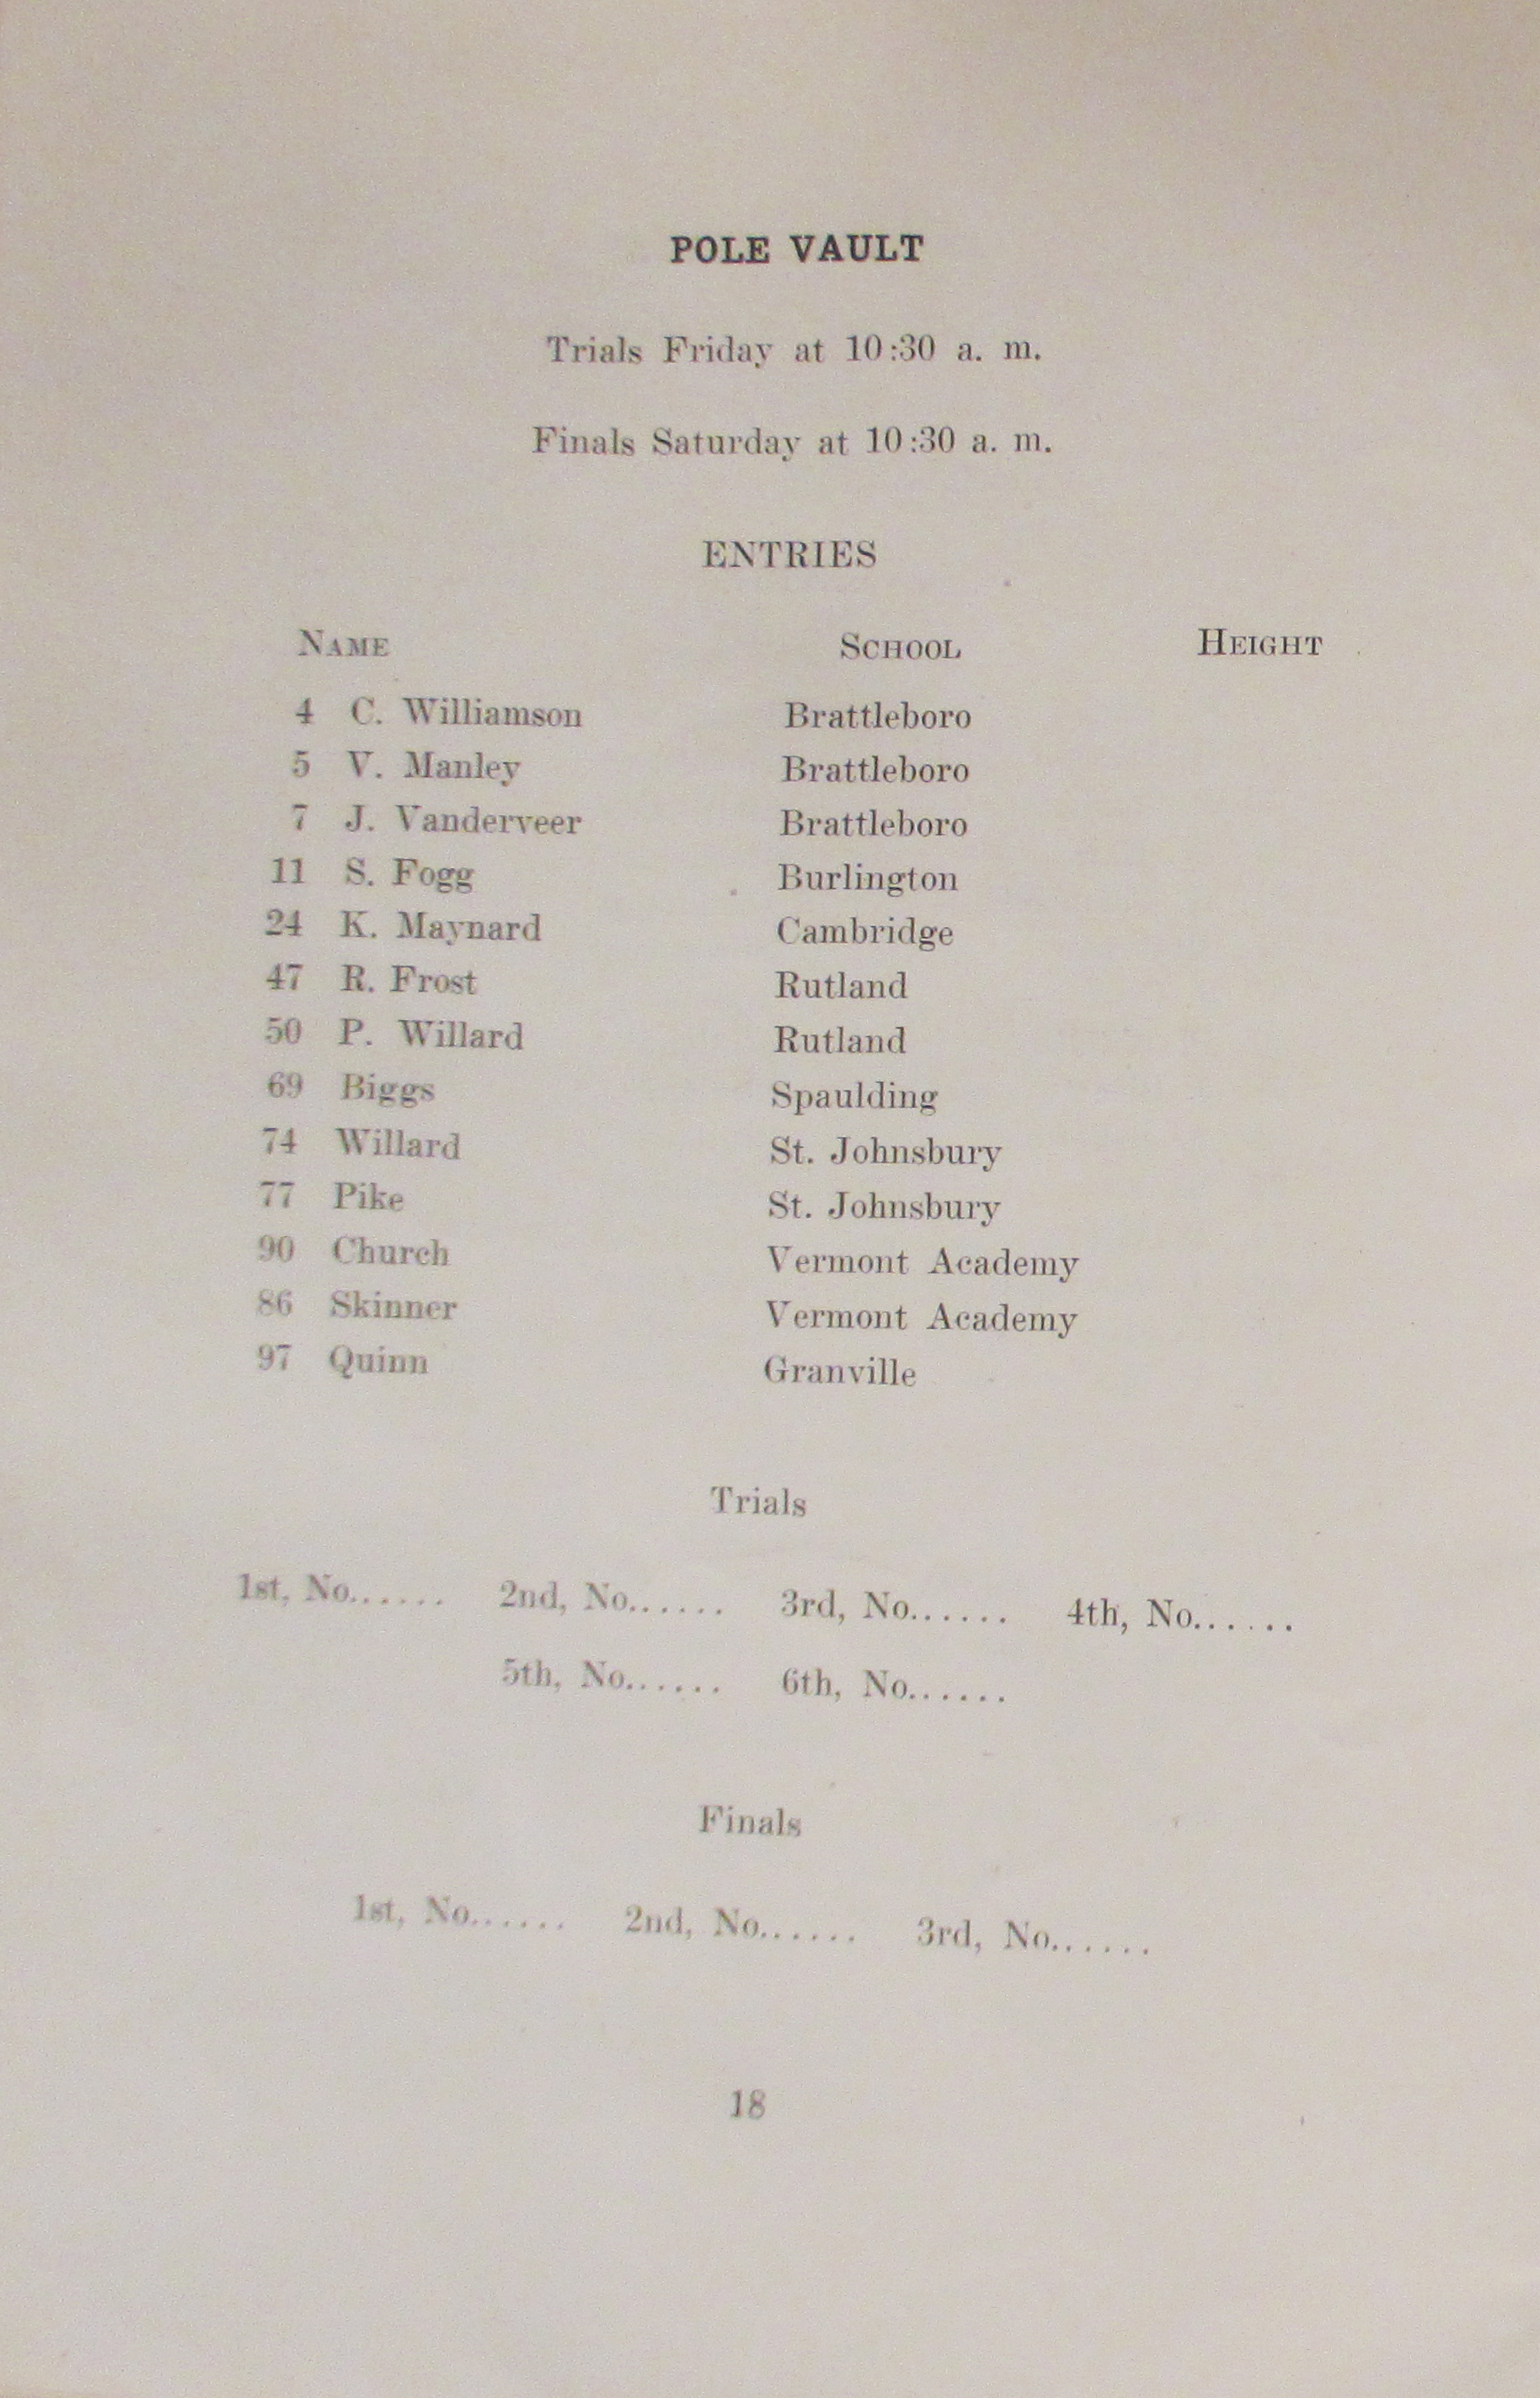 POLE VAULT
Trials Friday at 10:30 a. m.
Finals Saturday at 10:30 a. m.
ENTRIES
NAME SCHOOL HEIGHT
4 C. Williamson Brattleboro
5 V. Manley Brattleboro
7 J. Vanderveer Brattleboro
11 S. Fogg Burlington
24 K. Maynard Cambridge
47 R. Frost Rutland
50 P. Willard Rutland
69 Biggs Spaulding
74 Willard St. Johnsbury
77 Pike St. Johnsbury
90 Church Vermont Academy
86 Skinner Vermont Academy
97 Quinn Granville
Trials
1st, No...... 2nd, No...... 3rd, No...... 4th, No......
5th, No...... 6th, No......
Finals
1st, No...... 2nd, No...... 3rd, No......
18